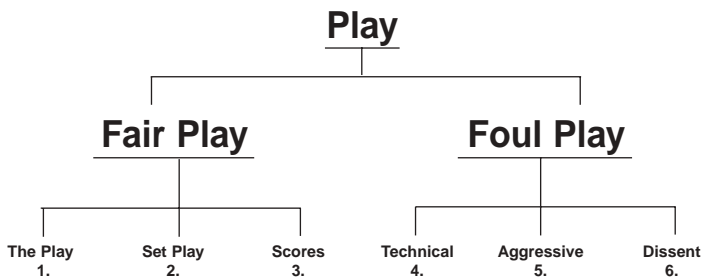 Play
Fair Play
Foul Play
The Play
1.
Set Play
2.
Scores
3.
Technical
4.
Aggressive
5.
Dissent
6.